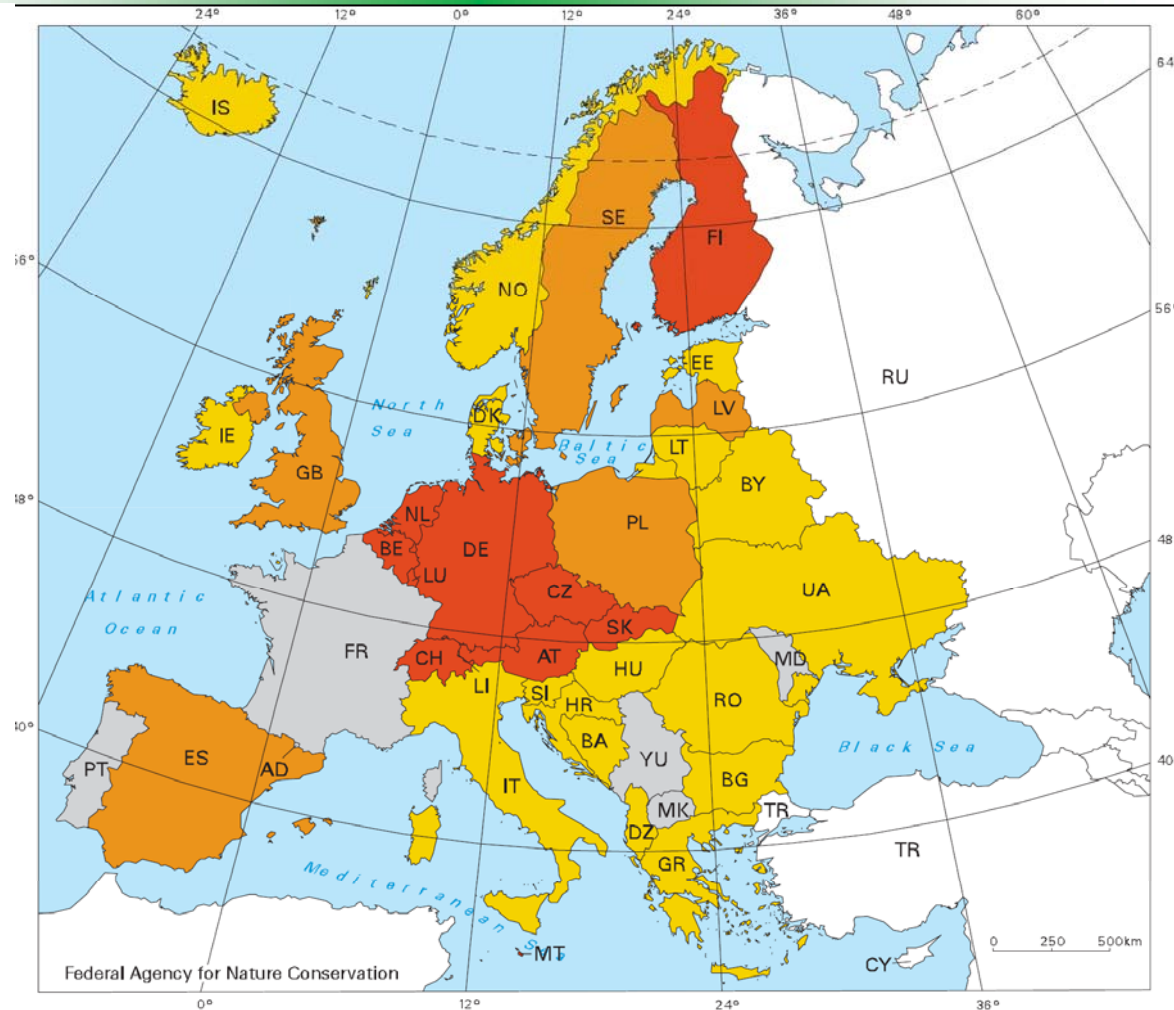 24° 12° 0° 12° 24° 36° 48° 60°
64
IS
SE
FI
56°
NO
56°
EE
RU
North
Sea
DK
LV
IE
Baltic
Sea
LT
GB
BY
48°
NL
PL
BE
DE
48
LU
CZ
UA
Atlantic
Ocean
SK
FR
CH
AT
MD
HU
LI
SI
RO
HR
40°
BA
Black Sea
ES
YU
40
PT
AD
BG
IT
MK
TR
DZ
TR
GR
Mediterranean S
MT
0 250 500km
CY
Federal Agency for Nature Conservation
0° 12° 24° 36°